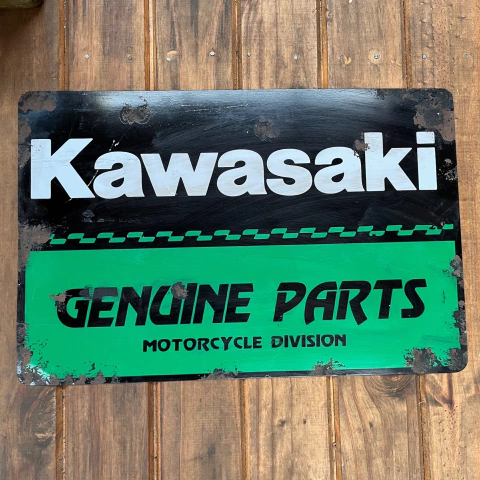 Kawasaki
GENUINE PARTS
MOTORCYCLE DIVISION